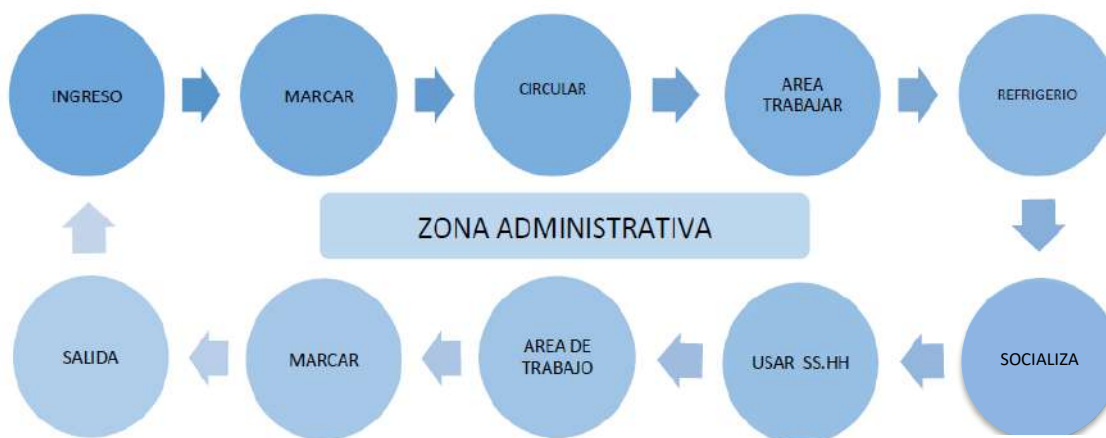 INGRESO
MARCAR
CIRCULAR
AREA
TRABAJAR
REFRIGERIO
ZONA ADMINISTRATIVA
SALIDA
MARCAR
AREA DE
TRABAJO
USAR SS.HH
SOCIALIZA